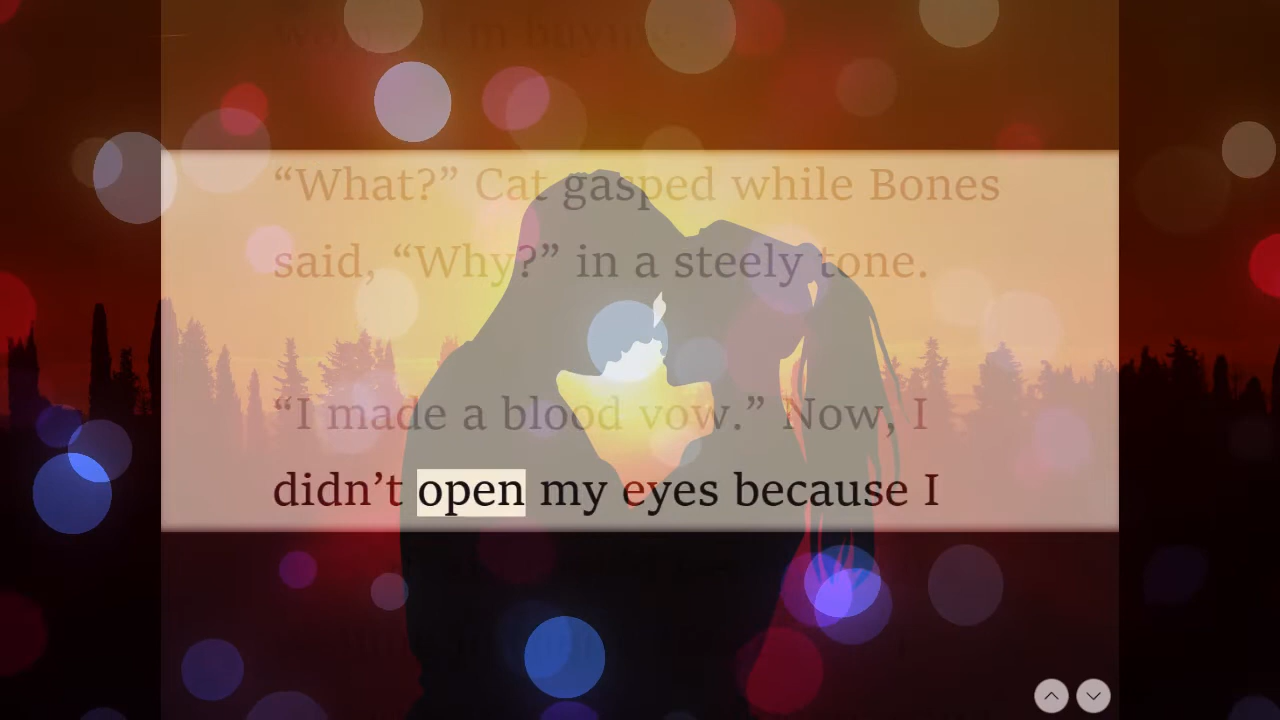 “What?” Cat gasped while Bones
said, “Why?” in a steely tone.
“I made a blood vow.” Now, I
didn’t open my eyes because I